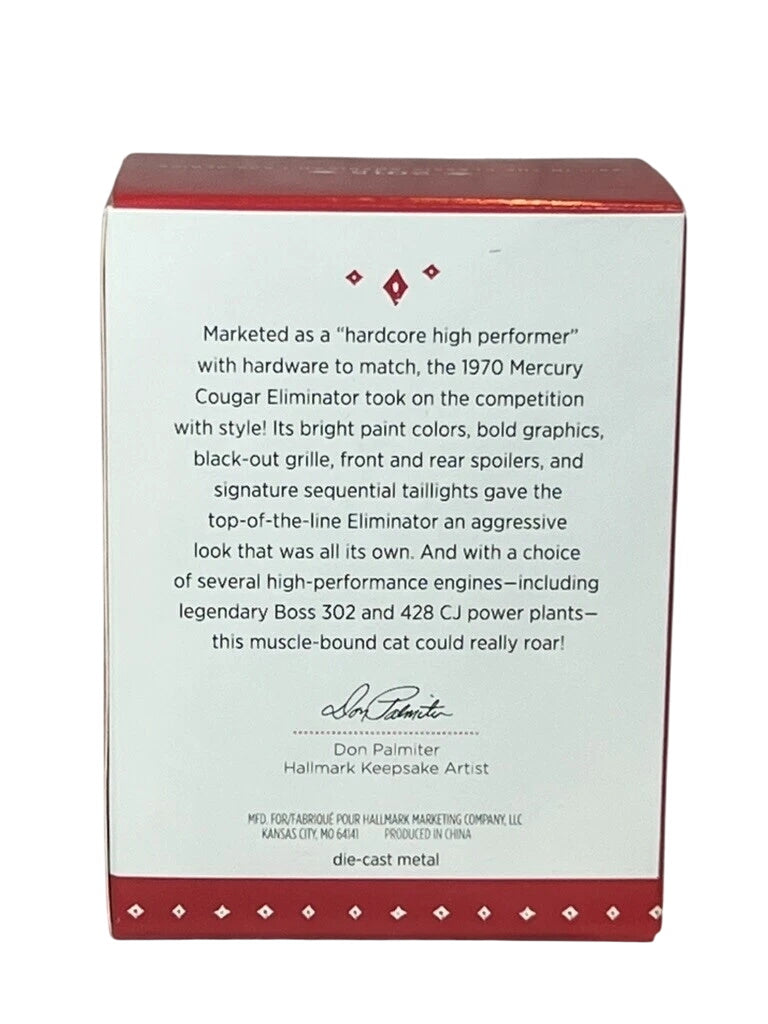 Marketed as a “hardcore high performer”
with hardware to match, the 1970 Mercury
Cougar Eliminator took on the competition
with style! Its bright paint colors, bold graphics,
black-out grille, front and rear spoilers, and
signature sequential taillights gave the
top-of-the-line Eliminator an aggressive
look that was all its own. And with a choice
of several high-performance engines—including
legendary Boss 302 and 428 CJ power plants—
this muscle-bound cat could really roar!
Don Palmiter
Don Palmiter
Hallmark Keepsake Artist
MFD. FOR/FABRIQUÉ POUR HALLMARK MARKETING COMPANY, LLC
KANSAS CITY, MO 64141 PRODUCED IN CHINA
die-cast metal